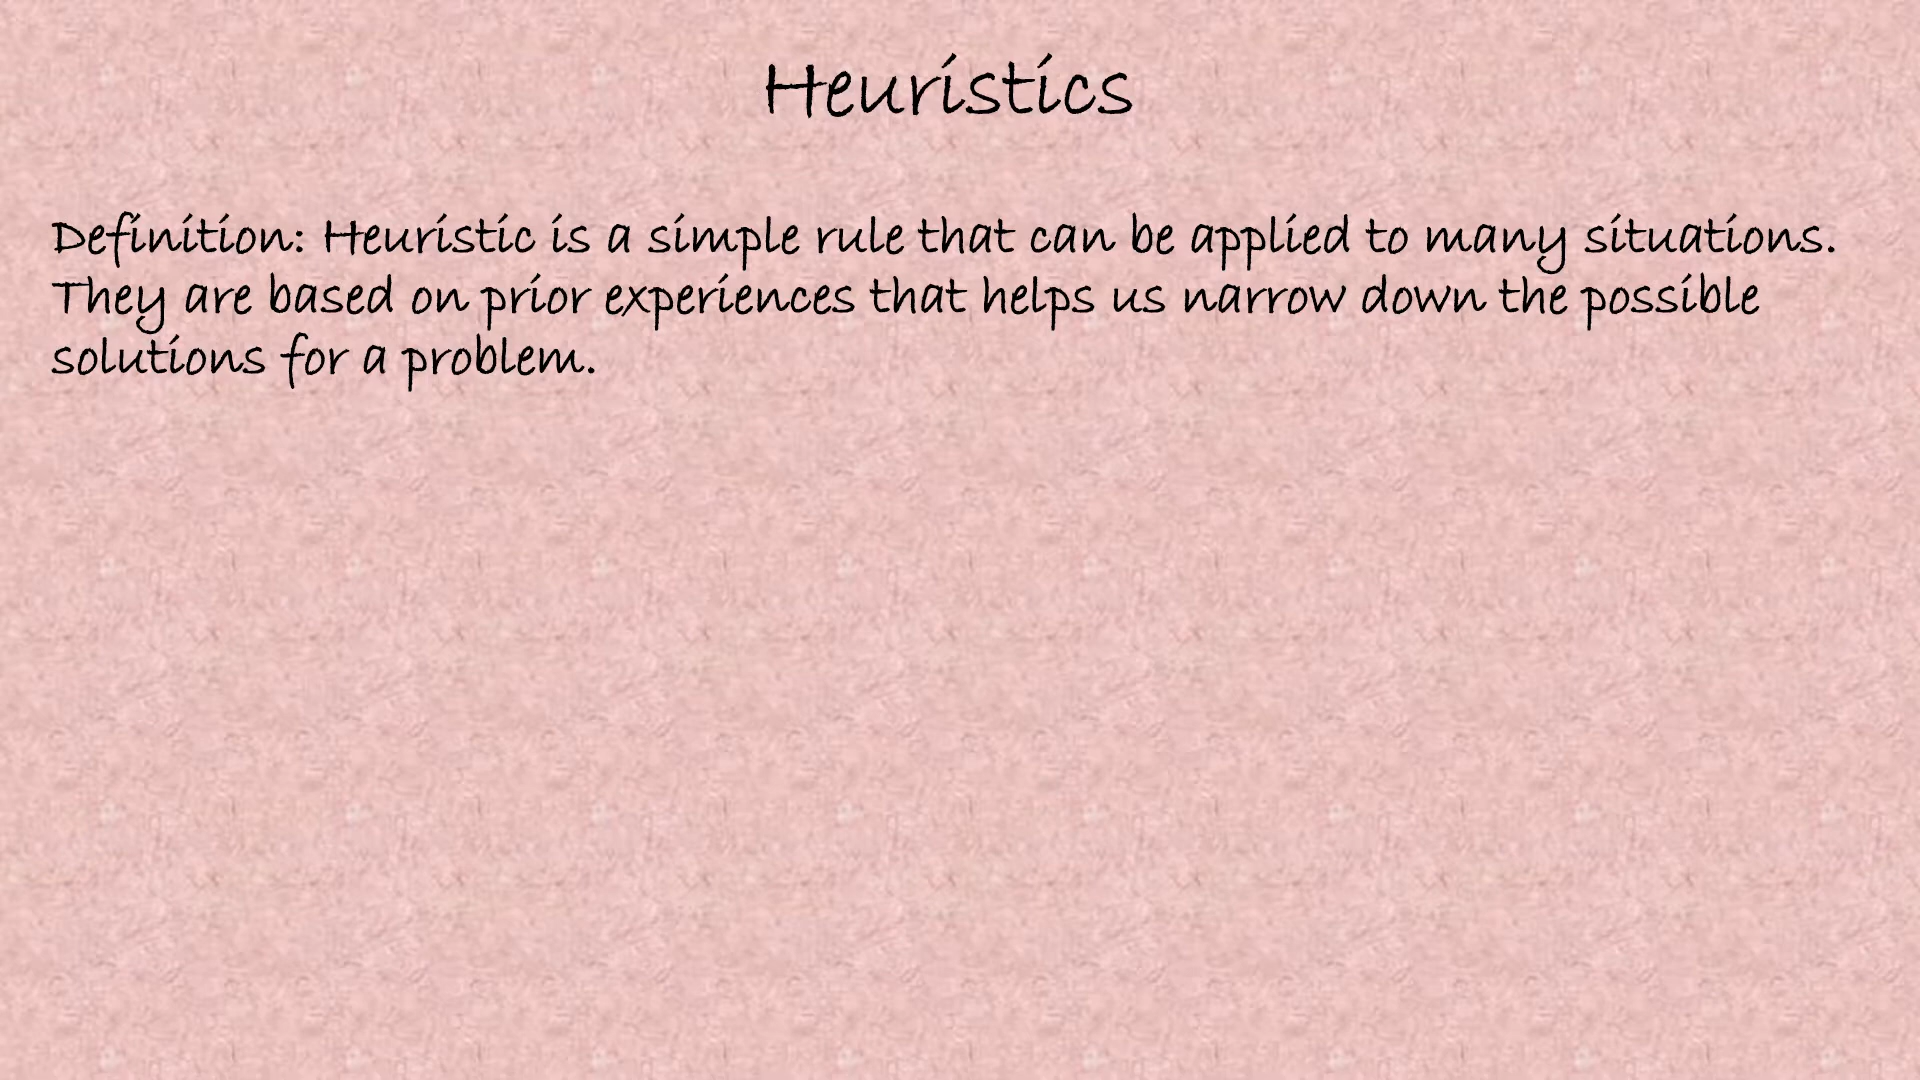 Heuristics
Definition: Heuristic is a simple rule that can be applied to many situations.
They are based on prior experiences that helps us narrow down the possible
solutions for a problem.